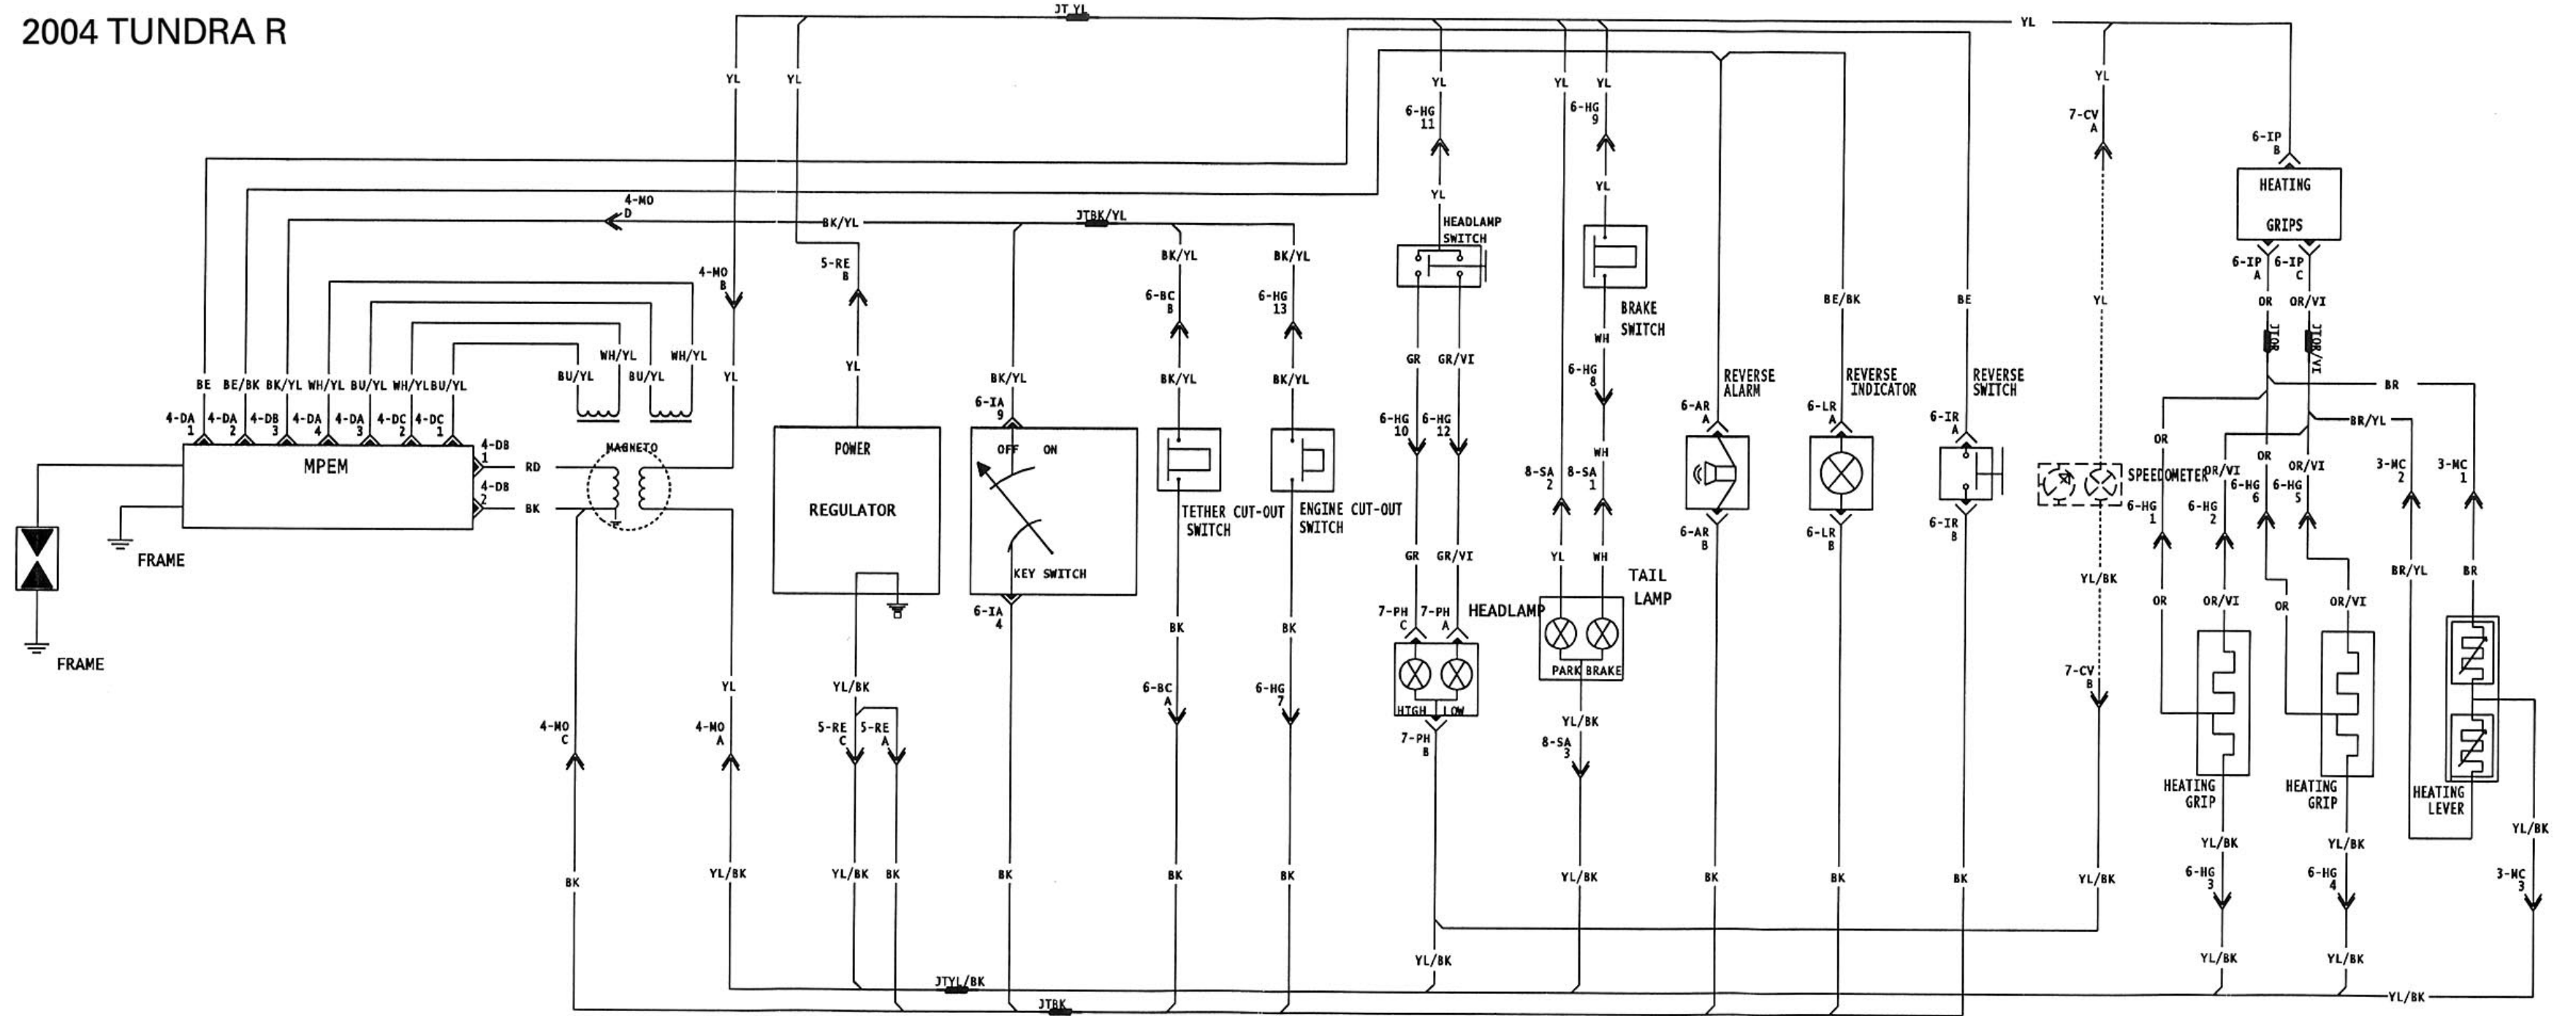 2004 TUNDRA R
JT YL
YL
YL
YL
YL
YL
YL
YL
6-HG
11
6-HG
9
7-CV
A
6-IP
B
HEATING
GRIPS
YL
YL
4-MO
D
BK/YL
JTBK/YL
HEADLAMP
SWITCH
BK/YL
BK/YL
5-RE
B
4-MO
B
6-IP
A
6-IP
C
6-BC
B
6-HG
13
BE/BK
BE
YL
OR
OR/VI
BRAKE
SWITCH
JTOR
JTOR/VI
WH
WH/YL
WH/YL
BU/YL
BU/YL
YL
YL
GR
GR/VI
BE
BE/BK
BK/YL
WH/YL
BU/YL
WH/YL
BU/YL
BK/YL
BK/YL
BK/YL
6-HG
8
REVERSE
ALARM
REVERSE
INDICATOR
REVERSE
SWITCH
BR
BR/YL
4-DA
1
4-DA
2
4-DB
3
4-DA
4
4-DA
3
4-DC
2
4-DC
1
6-IA
9
6-HG
10
6-HG
12
6-AR
A
6-LR
A
6-IR
A
MPEM
4-DB
1
RD
4-DB
2
BK
MAGNETO
POWER
REGULATOR
OFF
ON
KEY SWITCH
TETHER CUT-OUT
SWITCH
ENGINE CUT-OUT
SWITCH
WH
8-SA
2
8-SA
1
OR
OR
OR/VI
OR/VI
SPEEDOMETER
6-HG
1
6-HG
2
6-HG
6
6-HG
5
3-MC
2
3-MC
1
6-AR
B
6-LR
B
6-IR
B
FRAME
FRAME
GR
GR/VI
YL
WH
TAIL
LAMP
YL/BK
BR/YL
BR
6-IA
4
7-PH
C
7-PH
A
HEADLAMP
OR
OR/VI
OR
OR/VI
BK
BK
PARK
BRAKE
7-CV
B
YL
YL/BK
6-BC
A
6-HG
7
HIGH
LOW
4-MO
C
4-MO
A
5-RE
C
5-RE
A
7-PH
B
YL/BK
8-SA
3
HEATING
GRIP
HEATING
GRIP
HEATING
LEVER
YL/BK
YL/BK
YL/BK
BK
YL/BK
YL/BK
BK
BK
BK
BK
YL/BK
BK
BK
BK
YL/BK
6-HG
3
6-HG
4
3-MC
3
YL/BK
YL/BK
YL/BK
JTYL/BK
JTBK
YL/BK